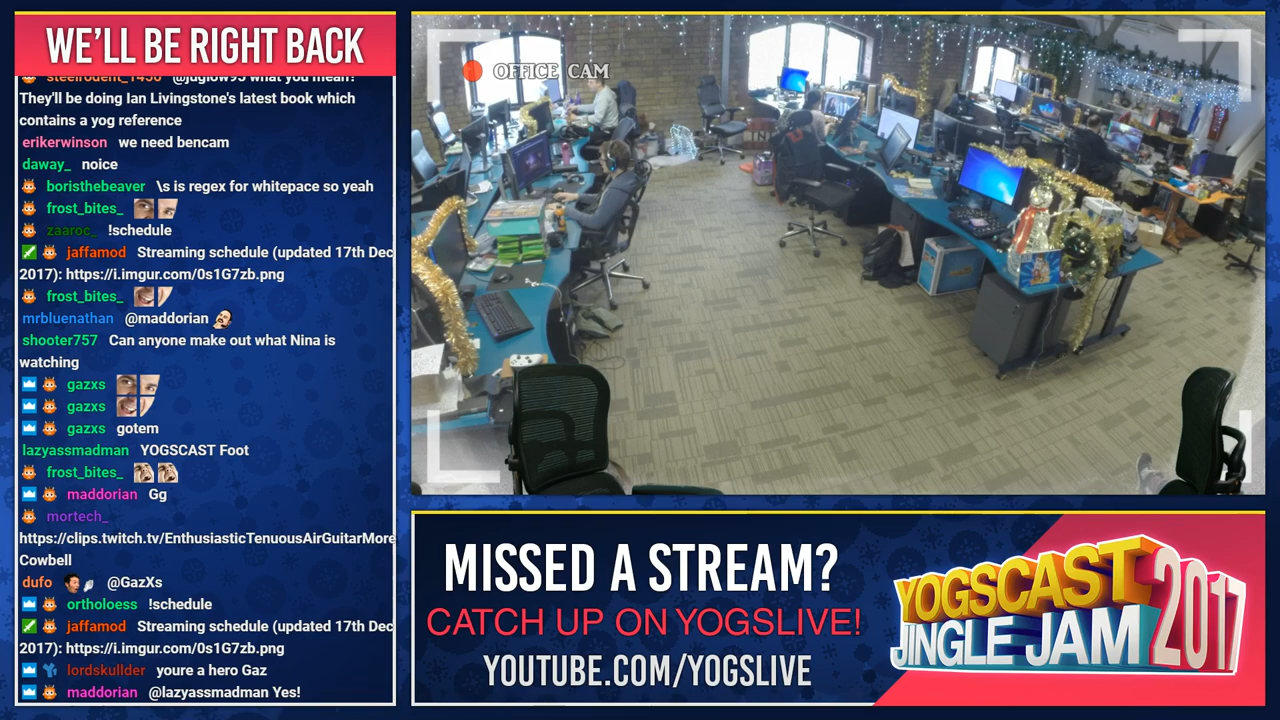 WE'LL BE RIGHT BACK
steelrodent_1450 @juglow93 what you mean?
They'll be doing Ian Livingstone's latest book which
contains a yog reference
erikerwinson we need bencam
daway_ noice
boristhebeaver \s is regex for whitepace so yeah
frost_bites_
zaaroc_ !schedule
jaffamod Streaming schedule (updated 17th Dec
2017): https://i.imgur.com/0s1G7zb.png
frost_bites_
mrbluenathan @maddorian
shooter757 Can anyone make out what Nina is
watching
gazxs
gazxs
gazxs gotem
lazyassmadman YOGSCAST Foot
frost_bites_
maddorian Gg
mortech_
https://clips.twitch.tv/EnthusiasticTenuousAirGuitarMore
Cowbell
dufo @GazXs
ortholoess !schedule
jaffamod Streaming schedule (updated 17th Dec
2017): https://i.imgur.com/0s1G7zb.png
lordskullder youre a hero Gaz
maddorian @lazyassmadman Yes!
OFFICE CAM
MISSED A STREAM?
CATCH UP ON YOGSLIVE!
YOUTUBE.COM/YOGSLIVE
YOGSCAST
JINGLE JAM 2017